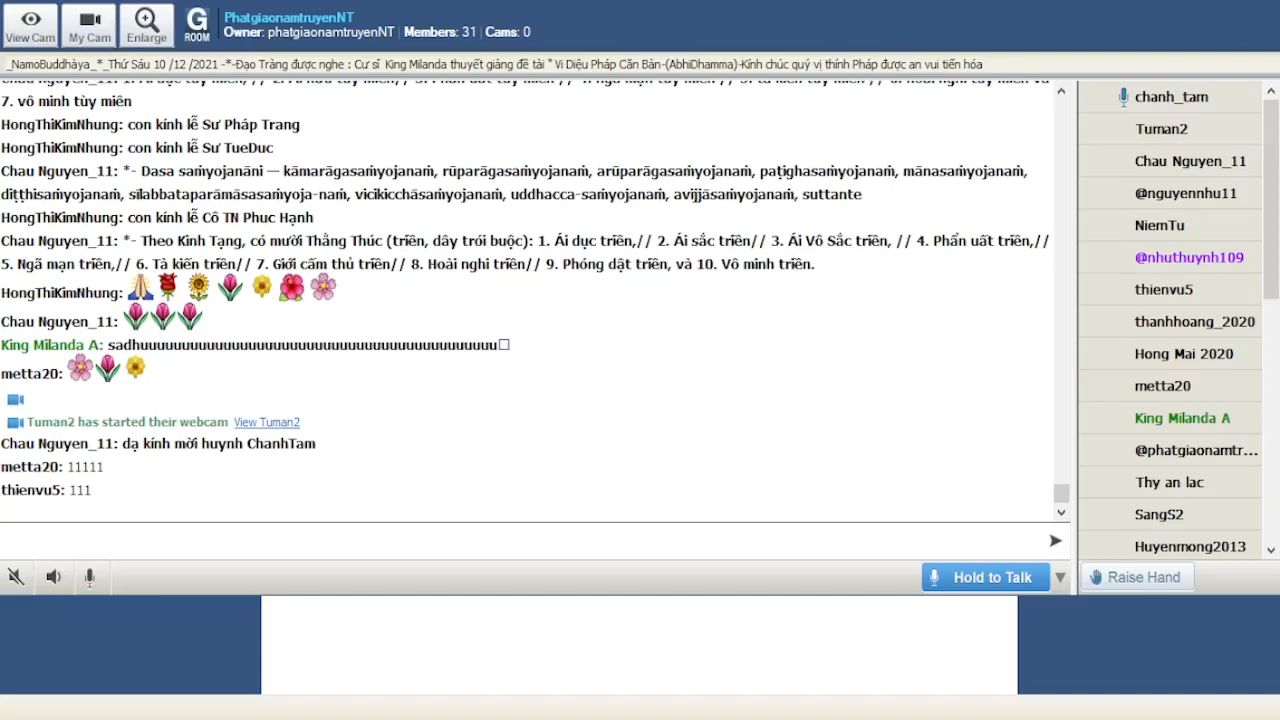 PhatgiaonamtruyenNT
Owner: phatgiaonamtruyenNT | Members: 31 | Cams: 0
View Cam
My Cam
Enlarge
G ROOM
_NamoBuddhàya_*_Thứ Sáu 10 /12 /2021 -*-Đạo Tràng được nghe : Cư sĩ King Milanda thuyết giảng đề tài " Vi Diệu Pháp Căn Bản-(AbhiDhamma)-Kính chúc quý vị thính Pháp được an vui tiến hóa
7. vô minh tùy miên
HongThiKimNhung: con kính lễ Sư Pháp Trang
HongThiKimNhung: con kính lễ Sư TueDuc
Chau Nguyen_11: *- Dasa saṁyojanāni — kāmarāgasaṁyojanaṁ, rūparāgasaṁyojanaṁ, arūparāgasaṁyojanaṁ, paṭighasaṁyojanaṁ, mānasaṁyojanaṁ,
diṭṭhisaṁyojanaṁ, sīlabbataparāmāsasaṁyoja-naṁ, vicikicchāsaṁyojanaṁ, uddhacca-saṁyojanaṁ, avijjāsaṁyojanaṁ, suttante
HongThiKimNhung: con kính lễ Cô TN Phuc Hạnh
Chau Nguyen_11: *- Theo Kinh Tạng, có mười Thằng Thúc (triền, dây trói buộc): 1. Ái dục triền,// 2. Ái sắc triền// 3. Ái Vô Sắc triền, // 4. Phẩn uất triền,//
5. Ngã mạn triền,// 6. Tà kiến triền// 7. Giới cấm thủ triền// 8. Hoài nghi triền// 9. Phóng dật triền, và 10. Vô minh triền.
HongThiKimNhung:
Chau Nguyen_11:
King Milanda A: sadhuuuuuuuuuuuuuuuuuuuuuuuuuuuuuuuuuuuuuuuuuu□
metta20:
Tuman2 has started their webcam View Tuman2
Chau Nguyen_11: dạ kính mời huynh ChanhTam
metta20: 11111
thienvu5: 111
Hold to Talk
chanh_tam
Tuman2
Chau Nguyen_11
@nguyennhu11
NiemTu
@nhuthuynh109
thienvu5
thanhhoang_2020
Hong Mai 2020
metta20
King Milanda A
@phatgiaonamtr...
Thy an lac
SangS2
Huyenmong2013
Raise Hand